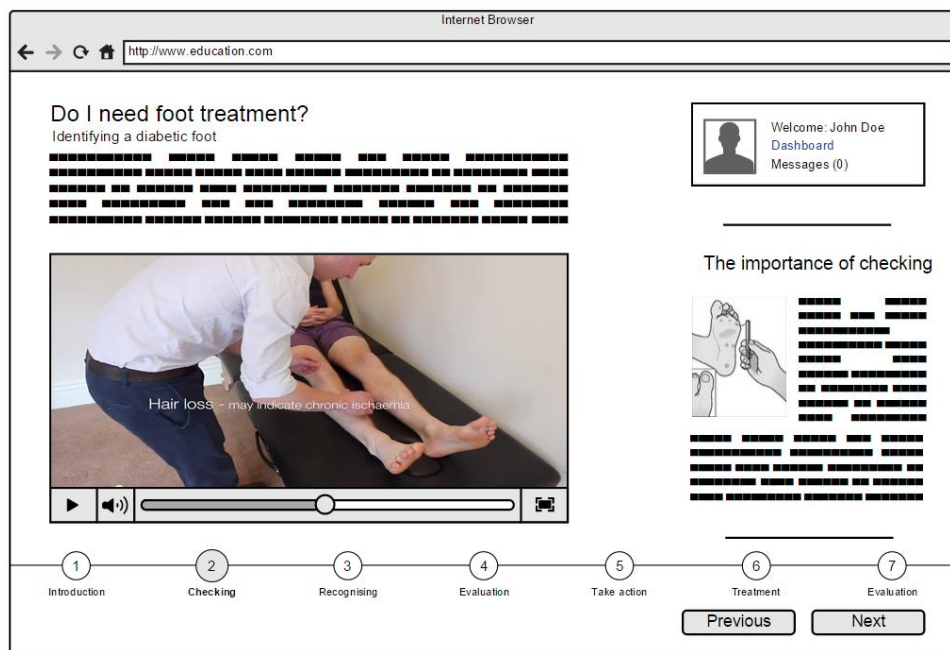 Internet Browser
http://www.education.com
Do I need foot treatment?
Identifying a diabetic foot
Welcome: John Doe
Dashboard
Messages (0)
The importance of checking
Hair loss - may indicate chronic ischaemia
1
Introduction
2
Checking
3
Recognising
4
Evaluation
5
Take action
6
Treatment
7
Evaluation
Previous
Next